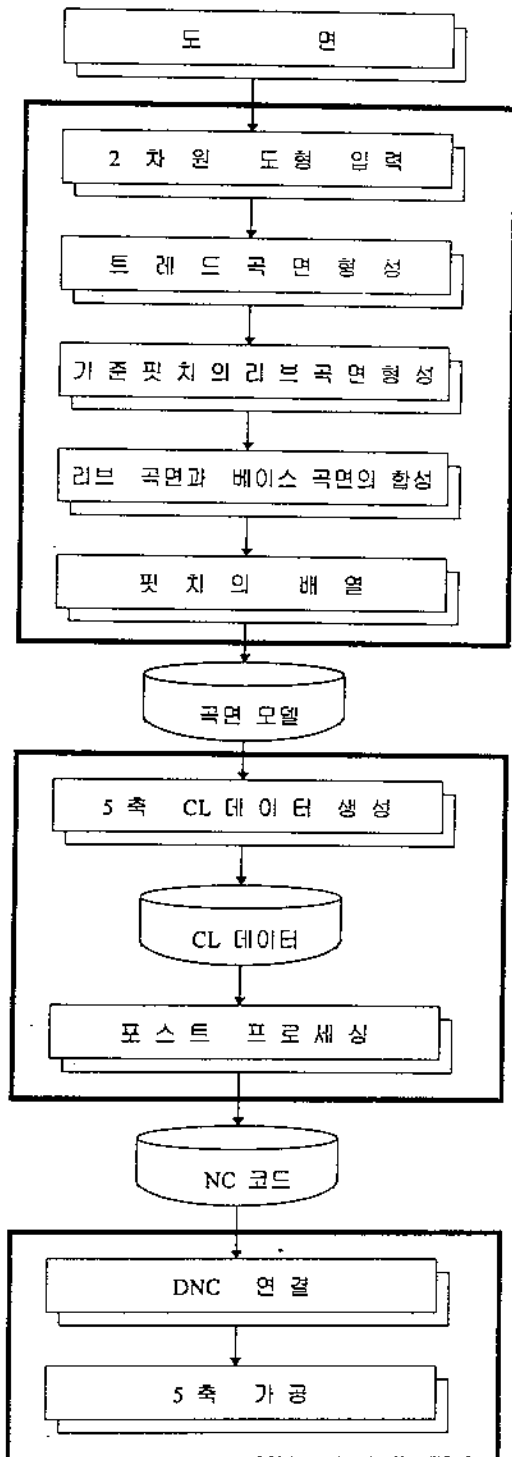 도 면
2 차 원 도 형 입 력
트 레 드 곡 면 형 성
기 준 핏 치 의 리 브 곡 면 형 성
리브 곡면과 베이스 곡면의 합성
핏 치 의 배 열
곡면 모델
5 축 CL 데 이 터 생 성
CL 데이터
포 스 트 프 로 세 싱
NC 코드
DNC 연 결
5 축 가 공